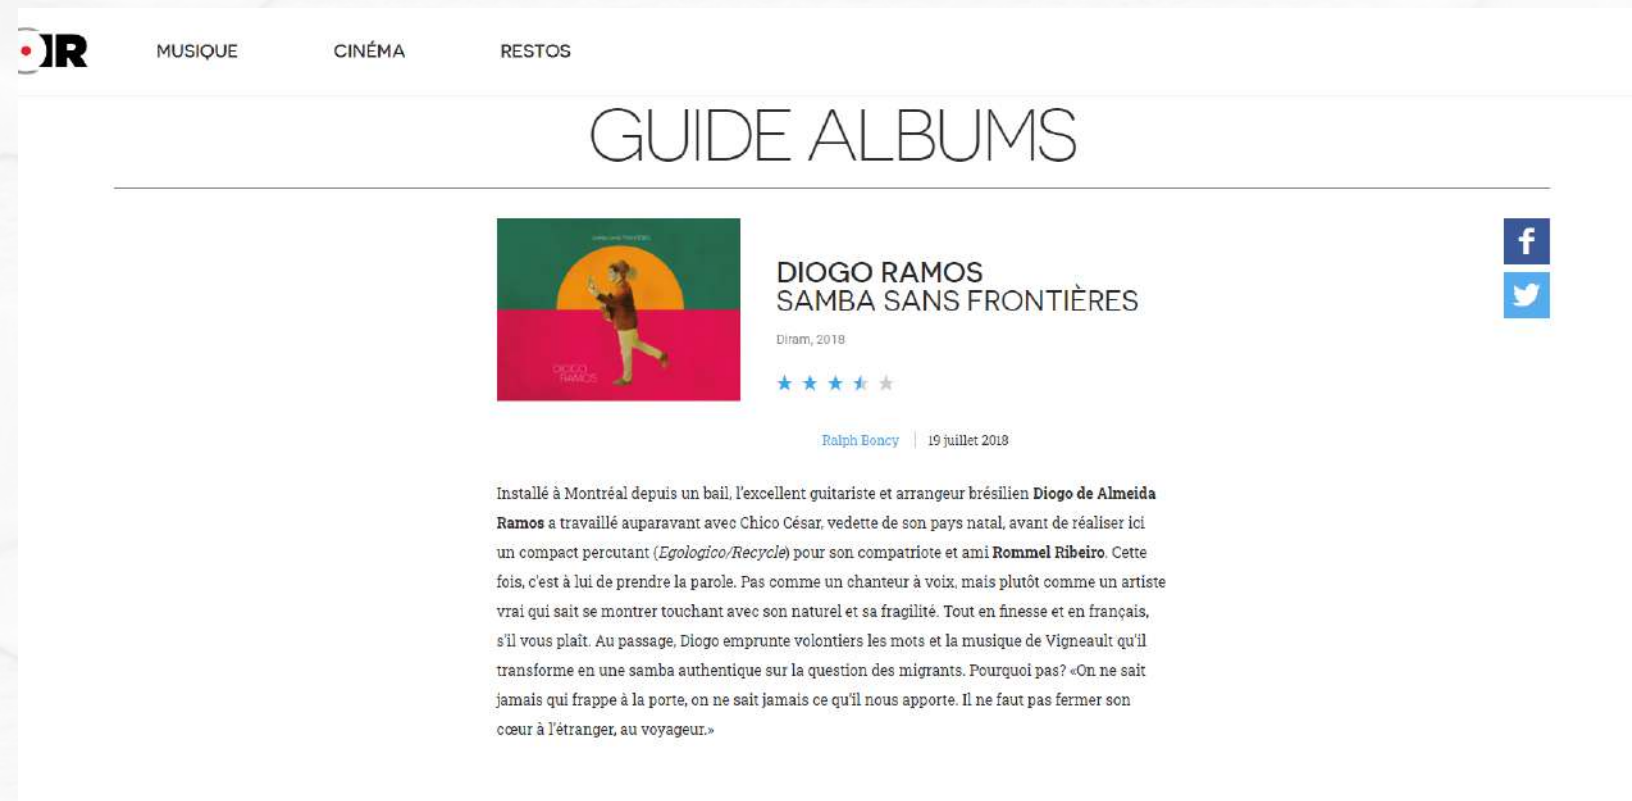 OIR
MUSIQUE
CINÉMA
RESTOS
GUIDE ALBUMS
DIOGO
RAMOS
DIOGO RAMOS
SAMBA SANS FRONTIÈRES
Diram, 2018
Ralph Boncy | 19 juillet 2018
Installé à Montréal depuis un bail, l'excellent guitariste et arrangeur brésilien Diogo de Almeida
Ramos a travaillé auparavant avec Chico César, vedette de son pays natal, avant de réaliser ici
un compact percutant (Egologico/Recycle) pour son compatriote et ami Rommel Ribeiro. Cette
fois, c'est à lui de prendre la parole. Pas comme un chanteur à voix, mais plutôt comme un artiste
vrai qui sait se montrer touchant avec son naturel et sa fragilité. Tout en finesse et en français,
s'il vous plaît. Au passage, Diogo emprunte volontiers les mots et la musique de Vigneault qu'il
transforme en une samba authentique sur la question des migrants. Pourquoi pas? «On ne sait
jamais qui frappe à la porte, on ne sait jamais ce qu'il nous apporte. Il ne faut pas fermer son
cœur à l'étranger, au voyageur.»